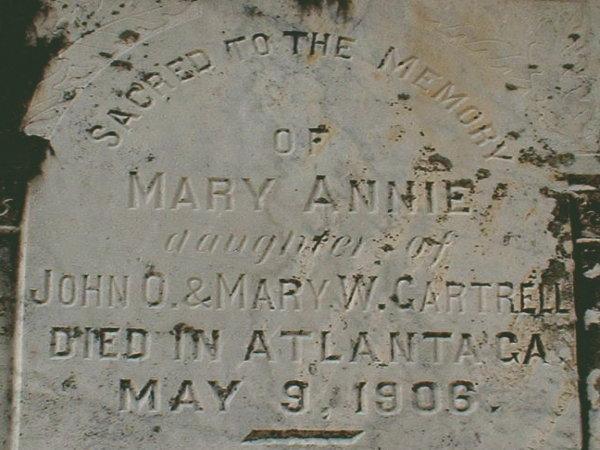 SACRED TO THE MEMORY
OF
MARY ANNIE
daughter of
JOHN O. & MARY W. CARTRELL
DIED IN ATLANTA GA.
MAY 9, 1906.